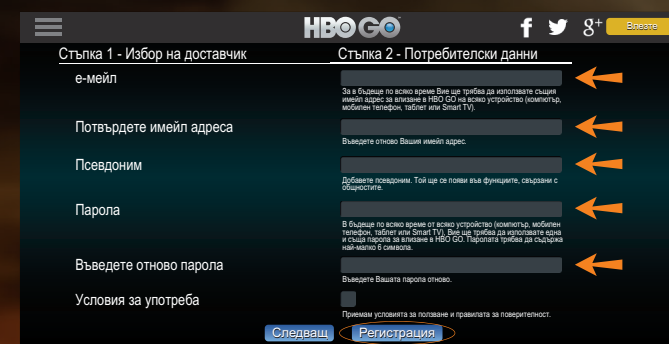 HBO GO
f
g+
Влезте
Стъпка 1 - Избор на доставчик
Стъпка 2 - Потребителски данни
е-мейл
За в бъдеще по всяко време Вие ще трябва да използвате същия
имейл адрес за влизане в HBO GO на всяко устройство (компютър,
мобилен телефон, таблет или Smart TV).
Потвърдете имейл адреса
Въведете отново Вашия имейл адрес.
Псевдоним
Добавете псевдоним. Той ще се появи във функциите, свързани с
общностите.
Парола
В бъдеще по всяко време от всяко устройство (компютър, мобилен
телефон, таблет или Smart TV), Вие ще трябва да използвате една
и съща парола за влизане в HBO GO. Паролата трябва да съдържа
най-малко 6 символа.
Въведете отново парола
Въведете Вашата парола отново.
Условия за употреба
Приемам условията за ползване и правилата за поверителност.
Следващ
Регистрация